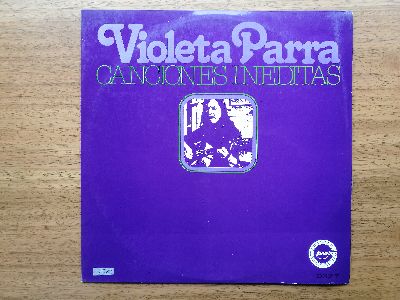 Violeta Parra
CANCIONES INEDITAS